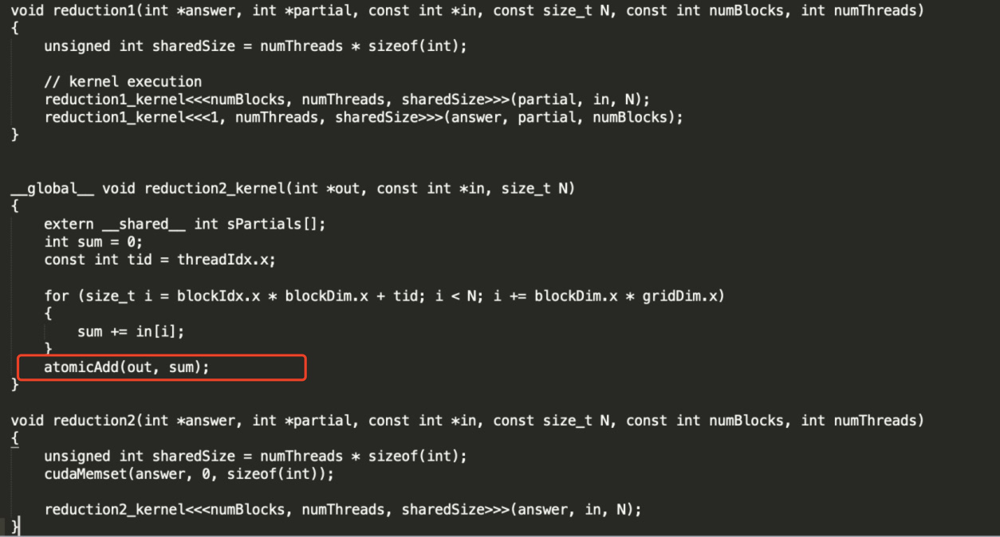 void reduction1(int *answer, int *partial, const int *in, const size_t N, const int numBlocks, int numThreads)
{
    unsigned int sharedSize = numThreads * sizeof(int);

    // kernel execution
    reduction1_kernel<<<numBlocks, numThreads, sharedSize>>>(partial, in, N);
    reduction1_kernel<<<1, numThreads, sharedSize>>>(answer, partial, numBlocks);
}


__global__ void reduction2_kernel(int *out, const int *in, size_t N)
{
    extern __shared__ int sPartials[];
    int sum = 0;
    const int tid = threadIdx.x;

    for (size_t i = blockIdx.x * blockDim.x + tid; i < N; i += blockDim.x * gridDim.x)
    {
        sum += in[i];
    }
    atomicAdd(out, sum);
}

void reduction2(int *answer, int *partial, const int *in, const size_t N, const int numBlocks, int numThreads)
{
    unsigned int sharedSize = numThreads * sizeof(int);
    cudaMemset(answer, 0, sizeof(int));

    reduction2_kernel<<<numBlocks, numThreads, sharedSize>>>(answer, in, N);
}